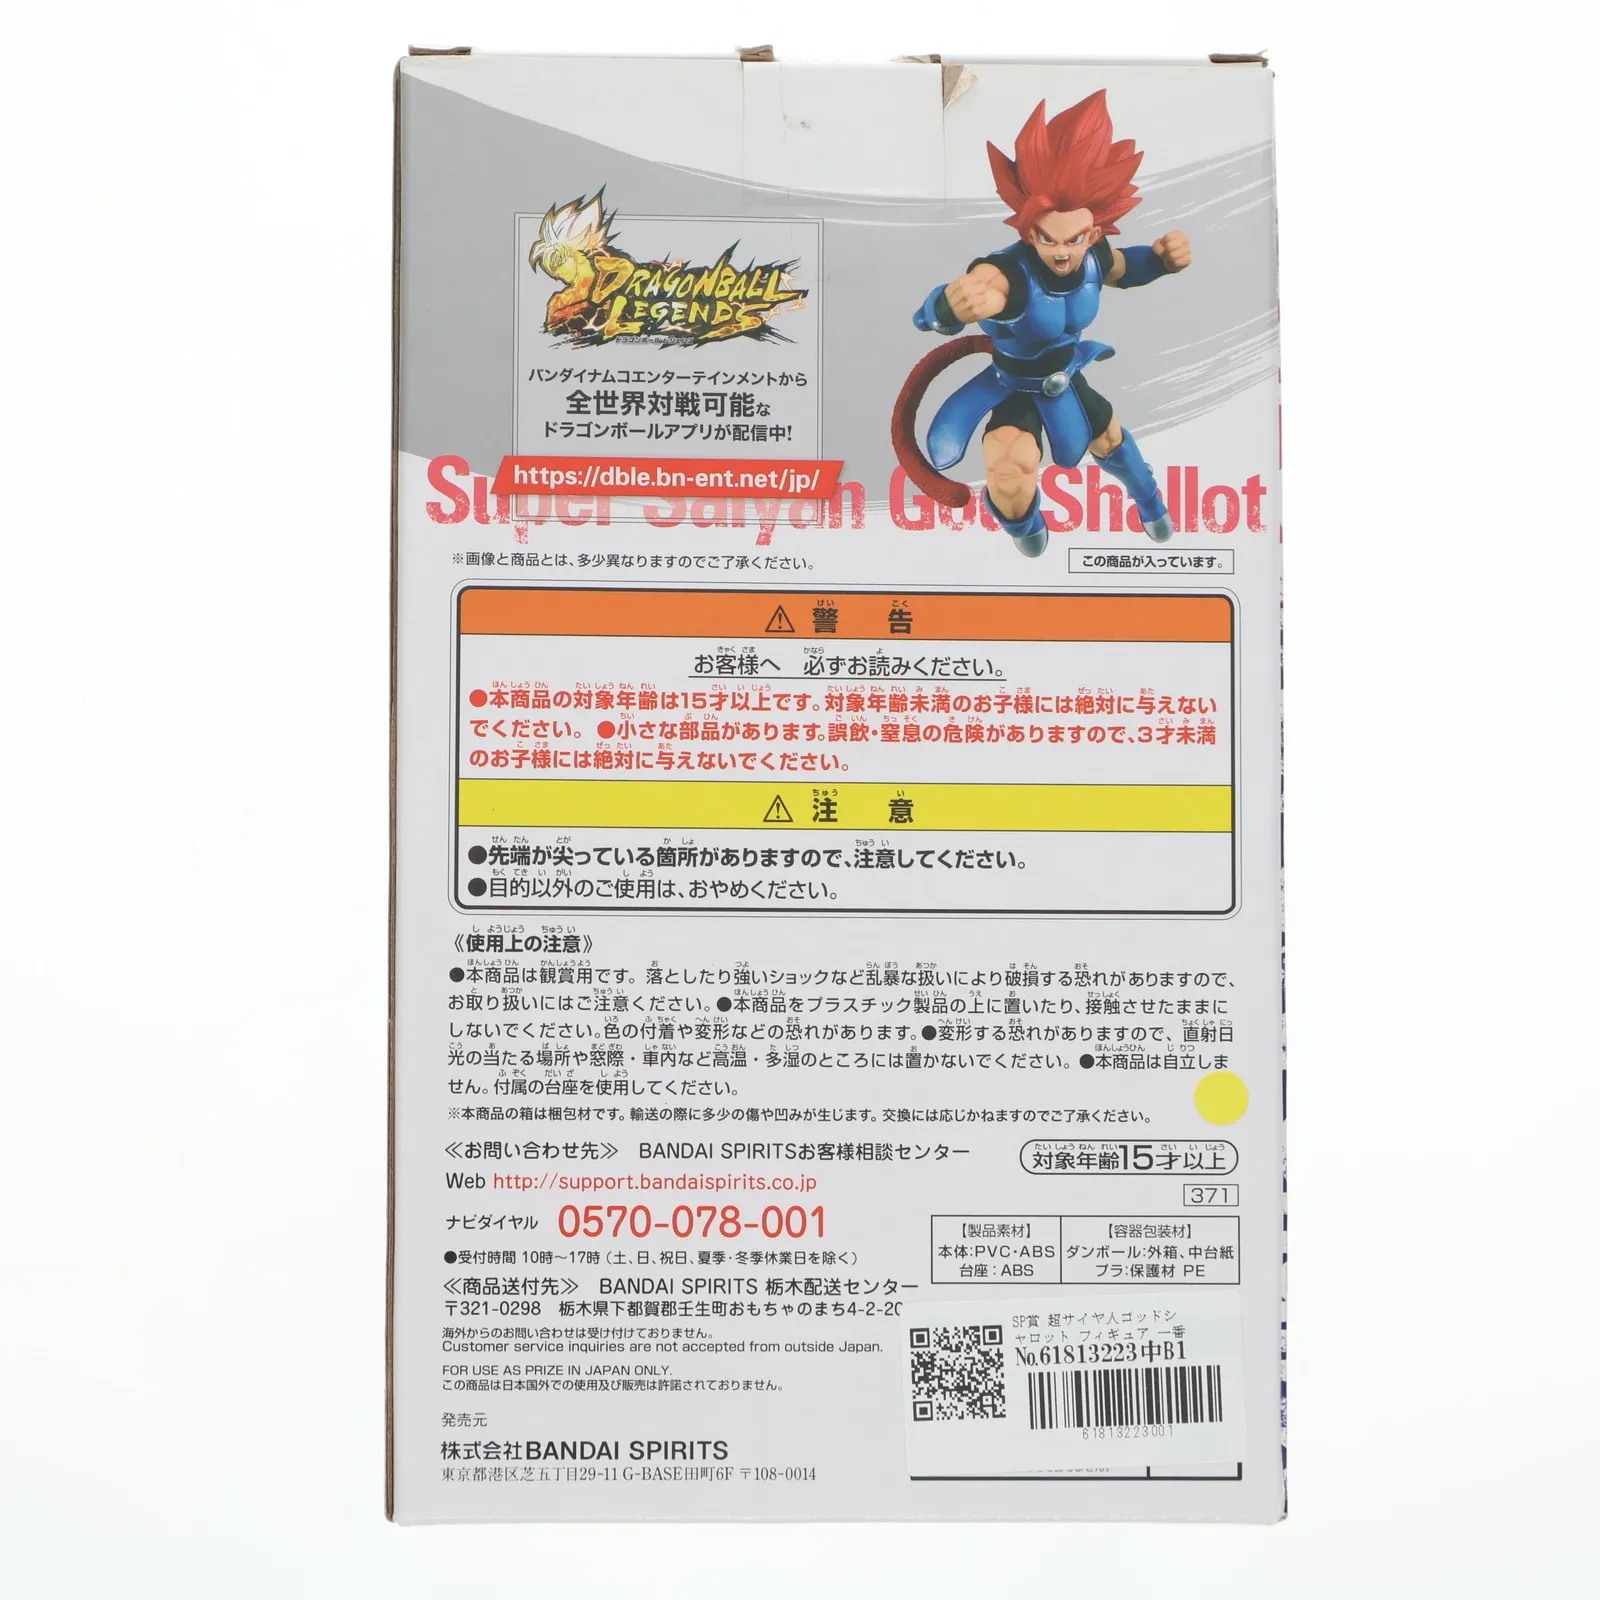 DRAGONBALL
LEGENDS
ドラゴンボール レジェンズ
バンダイナムコエンターテインメントから
全世界対戦可能な
ドラゴンボールアプリが配信中!
https://dble.bn-ent.net/jp/
Super Saiyan God Shallot
※画像と商品とは、多少異なりますのでご了承ください。
この商品が入っています。
⚠ 警告
お客様へ 必ずお読みください。
●本商品の対象年齢は15才以上です。対象年齢未満のお子様には絶対に与えない
でください。●小さな部品があります。誤飲・窒息の危険がありますので、3才未満
のお子様には絶対に与えないでください。
⚠ 注意
●先端が尖っている箇所がありますので、注意してください。
●目的以外のご使用は、おやめください。
《使用上の注意》
●本商品は観賞用です。落としたり強いショックなど乱暴な扱いにより破損する恐れがありますので、
お取り扱いにはご注意ください。●本商品をプラスチック製品の上に置いたり、接触させたままに
しないでください。色の付着や変形などの恐れがあります。●変形する恐れがありますので、直射日
光の当たる場所や窓際・車内など高温・多湿のところには置かないでください。●本商品は自立しま
せん。付属の台座を使用してください。
※本商品の箱は梱包材です。輸送の際に多少の傷や凹みが生じます。交換には応じかねますのでご了承ください。
≪お問い合わせ先≫ BANDAI SPIRITSお客様相談センター
対象年齢15才以上
Web http://support.bandaispirits.co.jp
371
ナビダイヤル 0570-078-001
●受付時間 10時～17時(土、日、祝日、夏季・冬季休業日を除く)
【製品素材】
本体:PVC・ABS
台座:ABS
【容器包装材】
ダンボール:外箱、中台紙
プラ:保護材 PE
≪商品送付先≫ BANDAI SPIRITS 栃木配送センター
〒321-0298 栃木県下都賀郡壬生町おもちゃのまち4-2-20
海外からのお問い合わせは受け付けておりません。
Customer service inquiries are not accepted from outside Japan.
FOR USE AS PRIZE IN JAPAN ONLY.
この商品は日本国外での使用及び販売は許諾されておりません。
発売元
株式会社BANDAI SPIRITS
東京都港区芝五丁目29-11 G-BASE田町6F 〒108-0014
SP賞 超サイヤ人ゴッドシ
ャロット フィギュア 一番
No.61813223中B1
61813223001